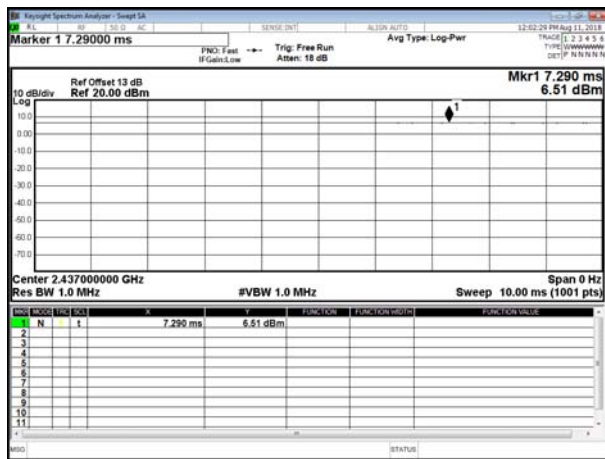 Keysight Spectrum Analyzer - Swept SA
RL RF 50 Ω AC SENSE:INT ALIGN AUTO 12:02:29 PM Aug 11, 2018
Marker 1 7.29000 ms
PNO: Fast Trig: Free Run
IFGain:Low Atten: 18 dB
Avg Type: Log-Pwr
TRACE 1 2 3 4 5 6
TYPE WWWWWW
DET P N N N N N
Ref Offset 13 dB
10 dB/div Ref 20.00 dBm
Mkr1 7.290 ms
6.51 dBm
Log
1
10.0
0.00
-10.0
-20.0
-30.0
-40.0
-50.0
-60.0
-70.0
Center 2.437000000 GHz Span 0 Hz
Res BW 1.0 MHz #VBW 1.0 MHz Sweep 10.00 ms (1001 pts)
MKR MODE TRC SCL X Y FUNCTION FUNCTION WIDTH FUNCTION VALUE
1 N t 7.290 ms 6.51 dBm
2
3
4
5
6
7
8
9
10
11
MSG STATUS